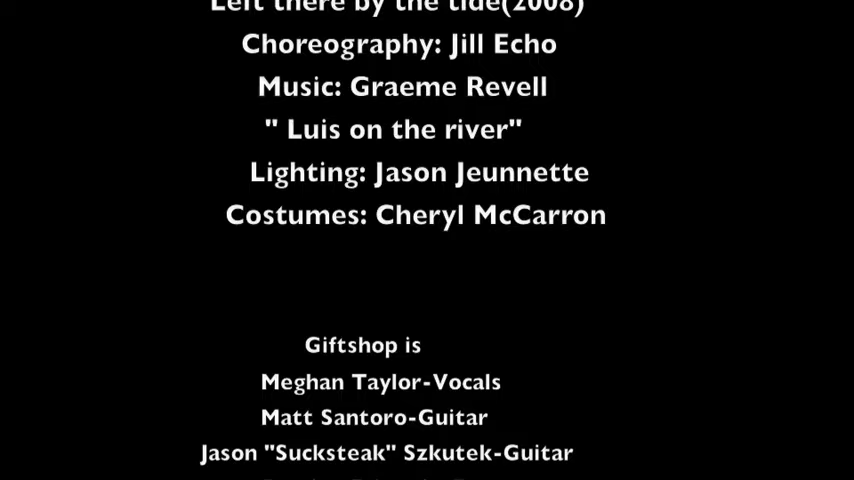 Left there by the tide(2008)
Choreography: Jill Echo
Music: Graeme Revell
" Luis on the river"
Lighting: Jason Jeunnette
Costumes: Cheryl McCarron
Giftshop is
Meghan Taylor-Vocals
Matt Santoro-Guitar
Jason "Sucksteak" Szkutek-Guitar